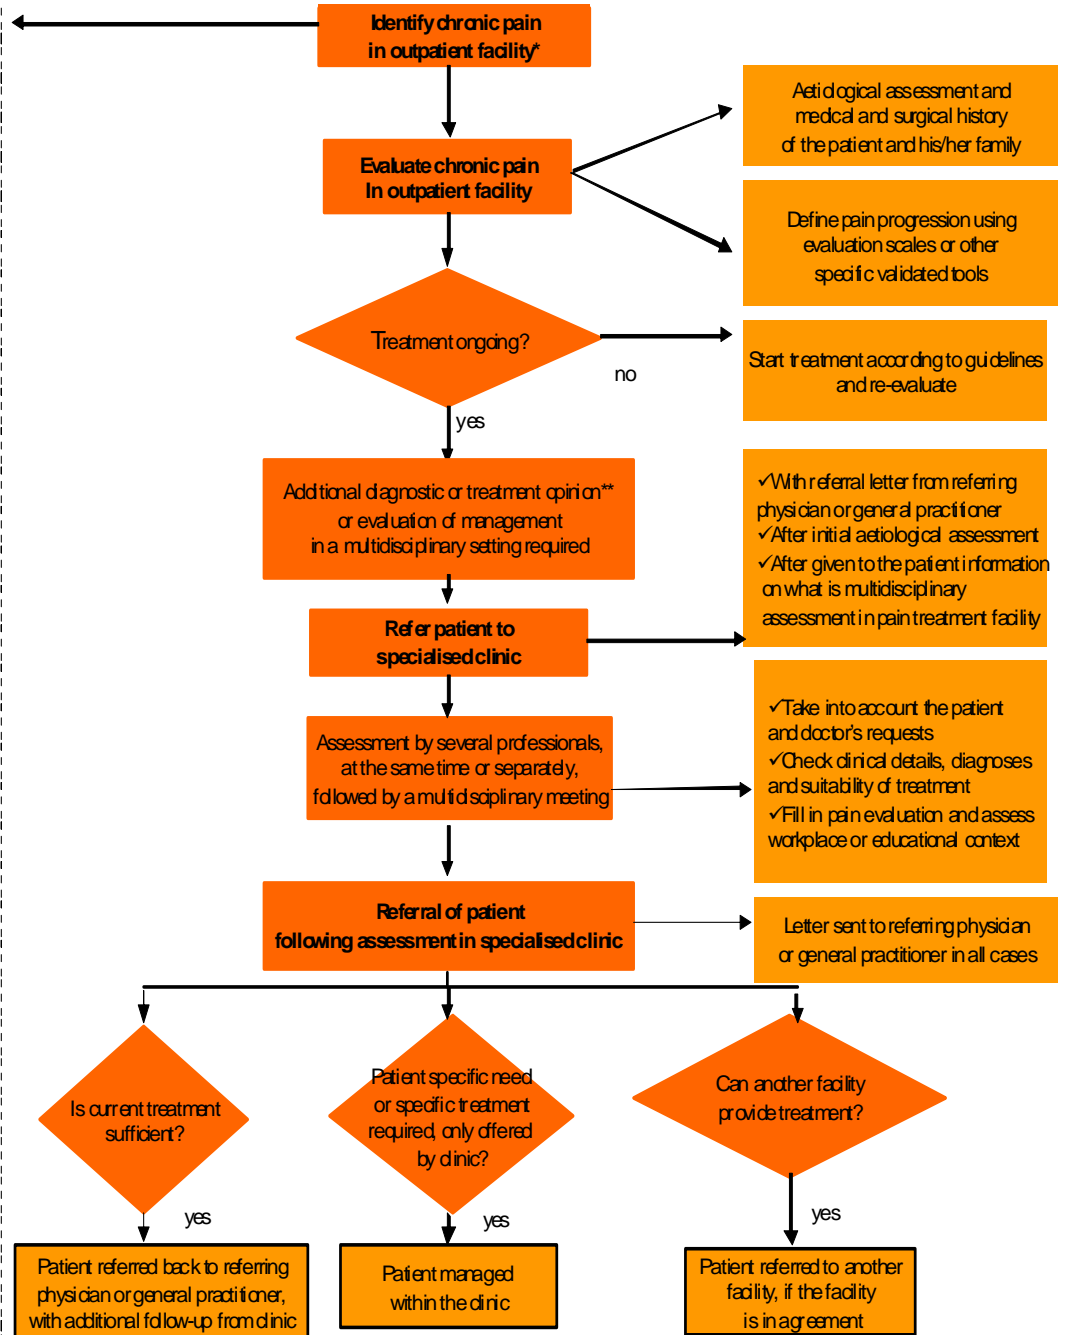 Identify chronic pain
in outpatient facility*
Aetiological assessment and
medical and surgical history
of the patient and his/her family
Evaluate chronic pain
In outpatient facility
Define pain progression using
evaluation scales or other
specific validated tools
Treatment ongoing?
no
Start treatment according to guidelines
and re-evaluate
yes
Additional diagnostic or treatment opinion**
or evaluation of management
in a multidisciplinary setting required
✓With referral letter from referring
physician or general practitioner
✓After initial aetiological assessment
✓After given to the patient information
on what is multidisciplinary
assessment in pain treatment facility
Refer patient to
specialised clinic
Assessment by several professionals,
at the same time or separately,
followed by a multidisciplinary meeting
✓Take into account the patient
and doctor's requests
✓Check clinical details, diagnoses
and suitability of treatment
✓Fill in pain evaluation and assess
workplace or educational context
Referral of patient
following assessment in specialised clinic
Letter sent to referring physician
or general practitioner in all cases
Is current treatment
sufficient?
Patient specific need
or specific treatment
required, only offered
by clinic?
Can another facility
provide treatment?
yes
yes
yes
Patient referred back to referring
physician or general practitioner,
with additional follow-up from clinic
Patient managed
within the clinic
Patient referred to another
facility, if the facility
is in agreement